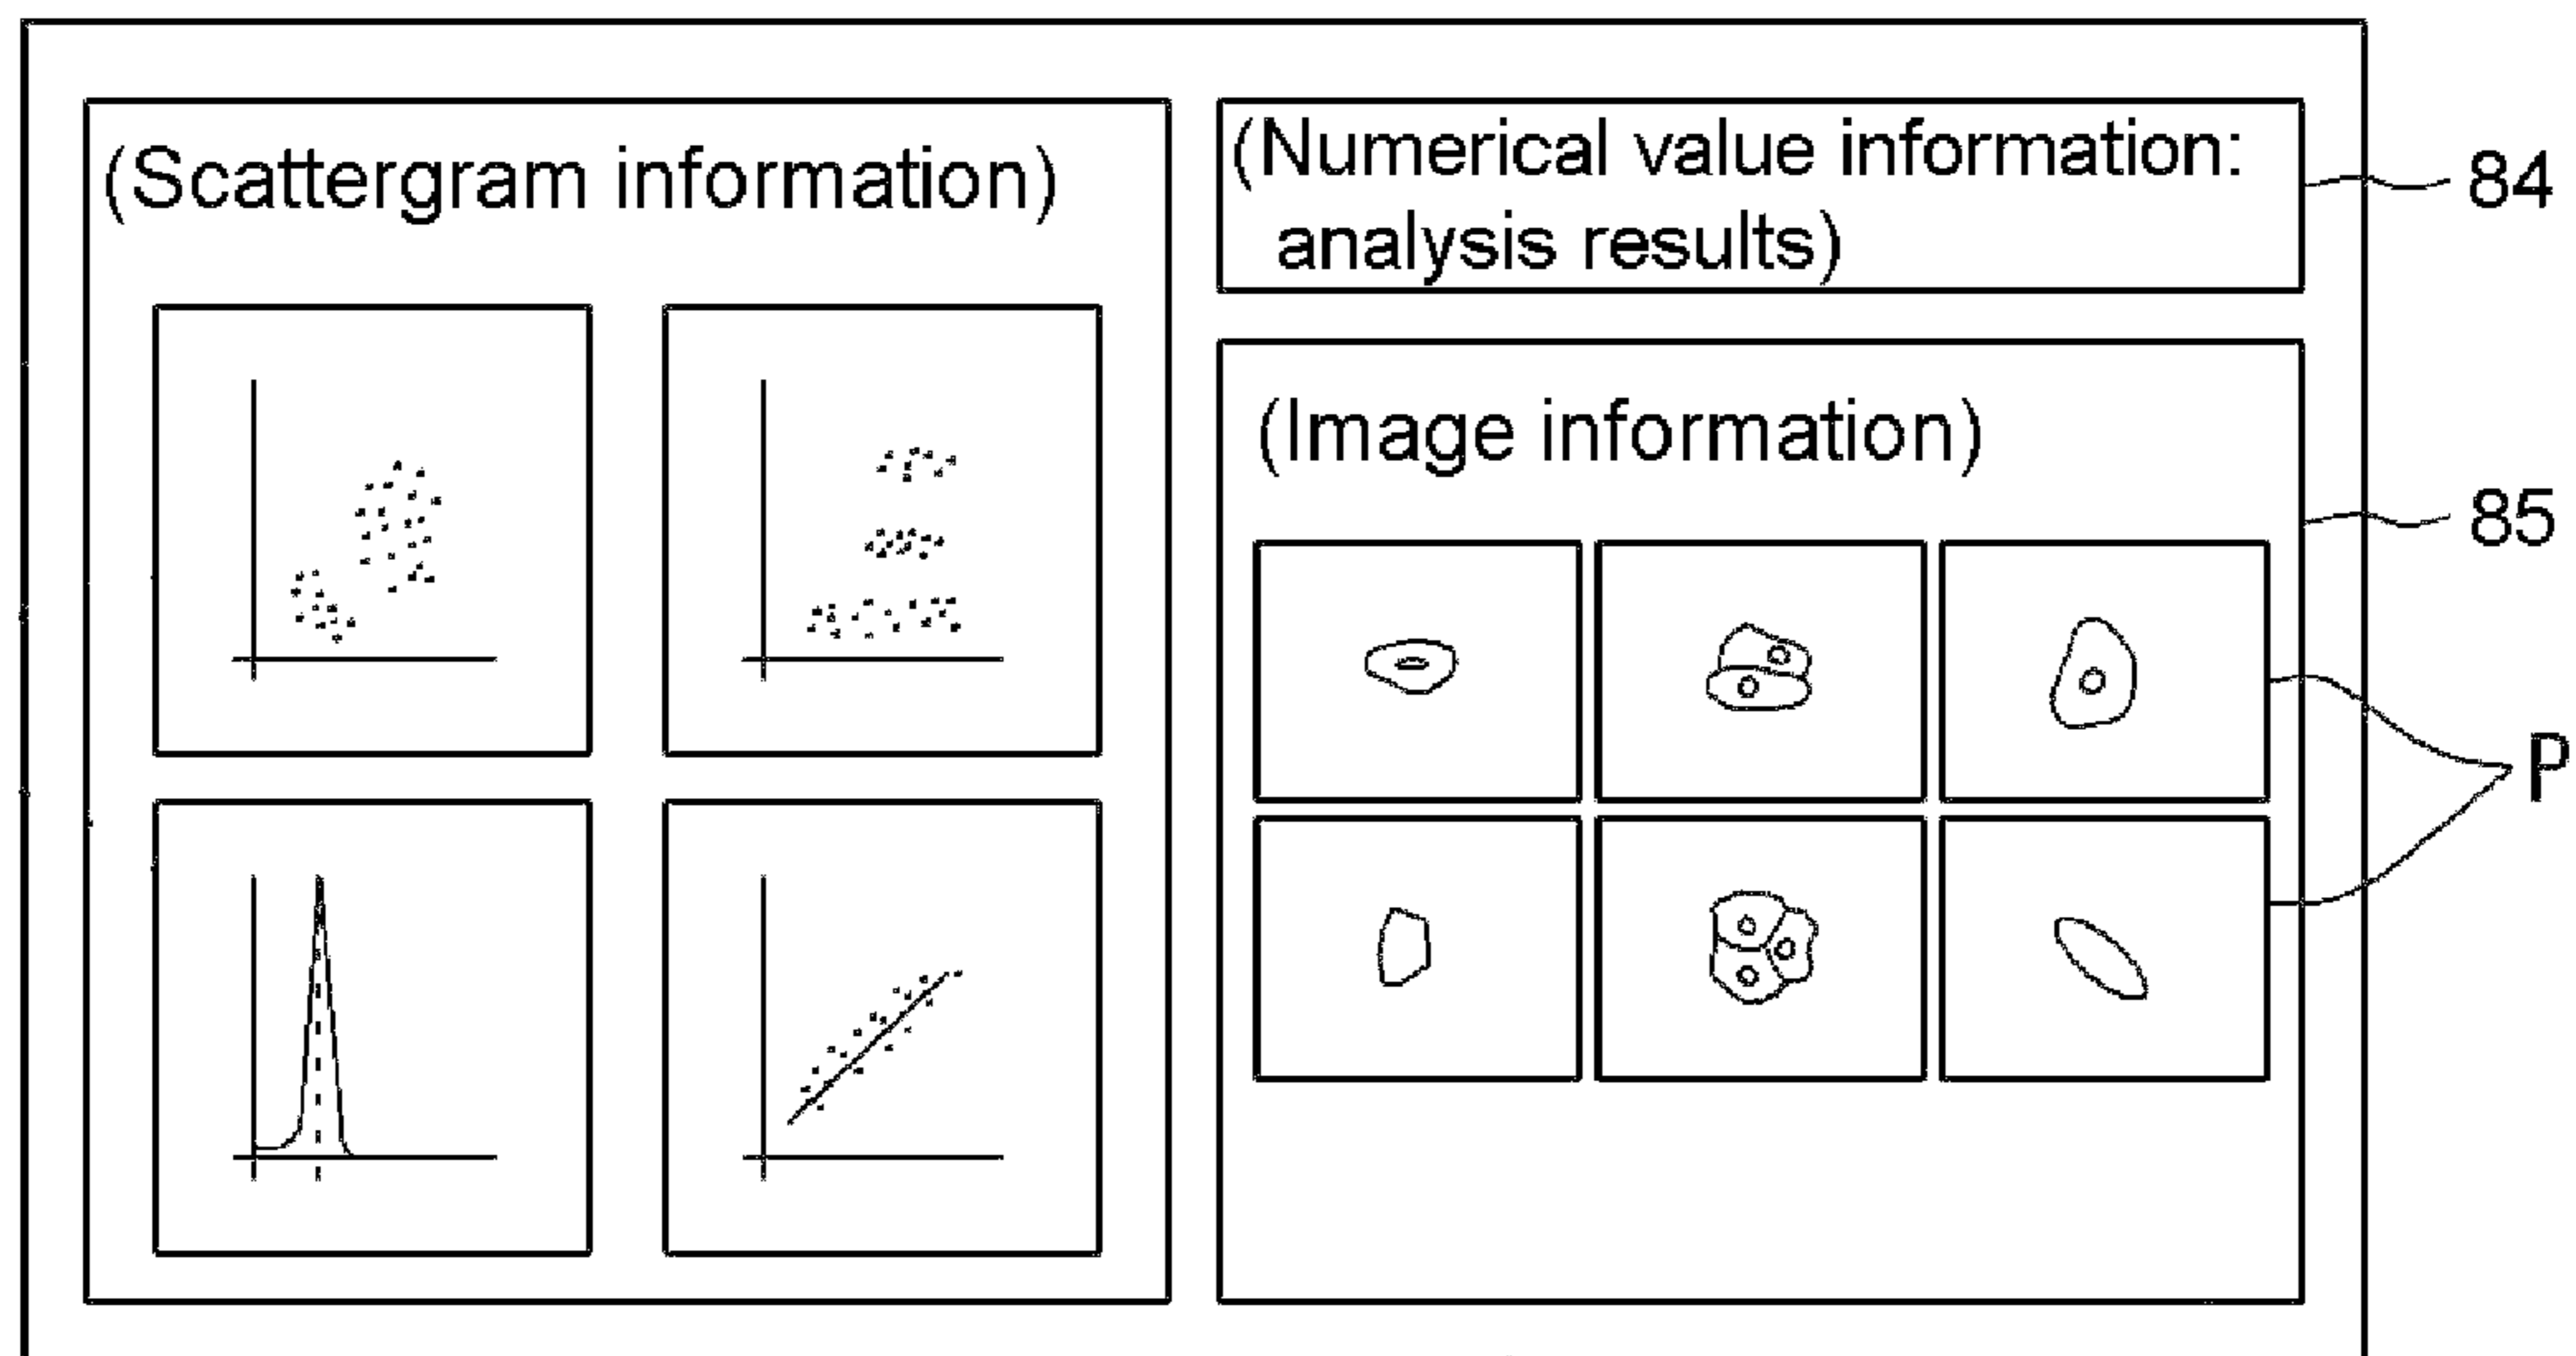 (Scattergram information)
(Numerical value information:
analysis results)
84
(Image information)
85
P